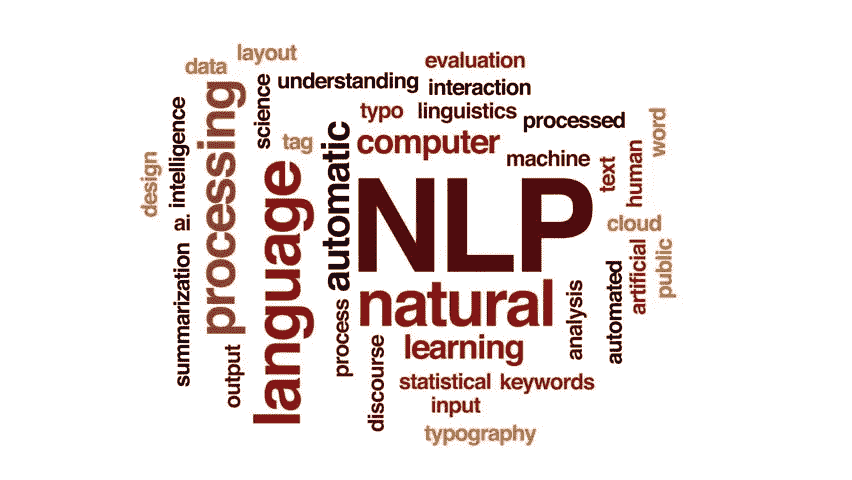 layout
data
evaluation
understanding
interaction
science
processing
intelligence
typo
linguistics
processed
word
tag
automatic
computer
machine
text
human
design
language
NLP
ai
cloud
artificial
public
summarization
natural
analysis
automated
process
output
learning
discourse
statistical
keywords
input
typography